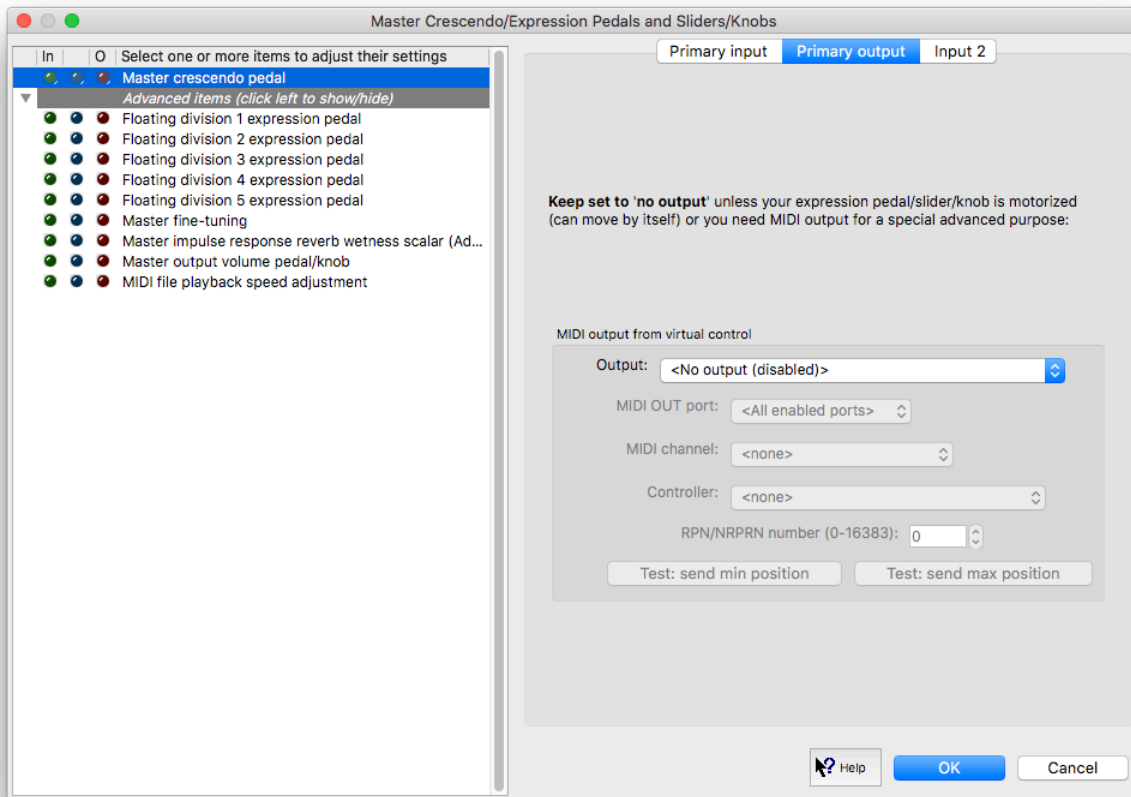 Master Crescendo/Expression Pedals and Sliders/Knobs
In O Select one or more items to adjust their settings
Master crescendo pedal
Advanced items (click left to show/hide)
Floating division 1 expression pedal
Floating division 2 expression pedal
Floating division 3 expression pedal
Floating division 4 expression pedal
Floating division 5 expression pedal
Master fine-tuning
Master impulse response reverb wetness scalar (Ad...
Master output volume pedal/knob
MIDI file playback speed adjustment
Primary input Primary output Input 2
Keep set to 'no output' unless your expression pedal/slider/knob is motorized
(can move by itself) or you need MIDI output for a special advanced purpose:
MIDI output from virtual control
Output: <No output (disabled)>
MIDI OUT port: <All enabled ports>
MIDI channel: <none>
Controller: <none>
RPN/NRPRN number (0-16383): 0
Test: send min position Test: send max position
Help OK Cancel